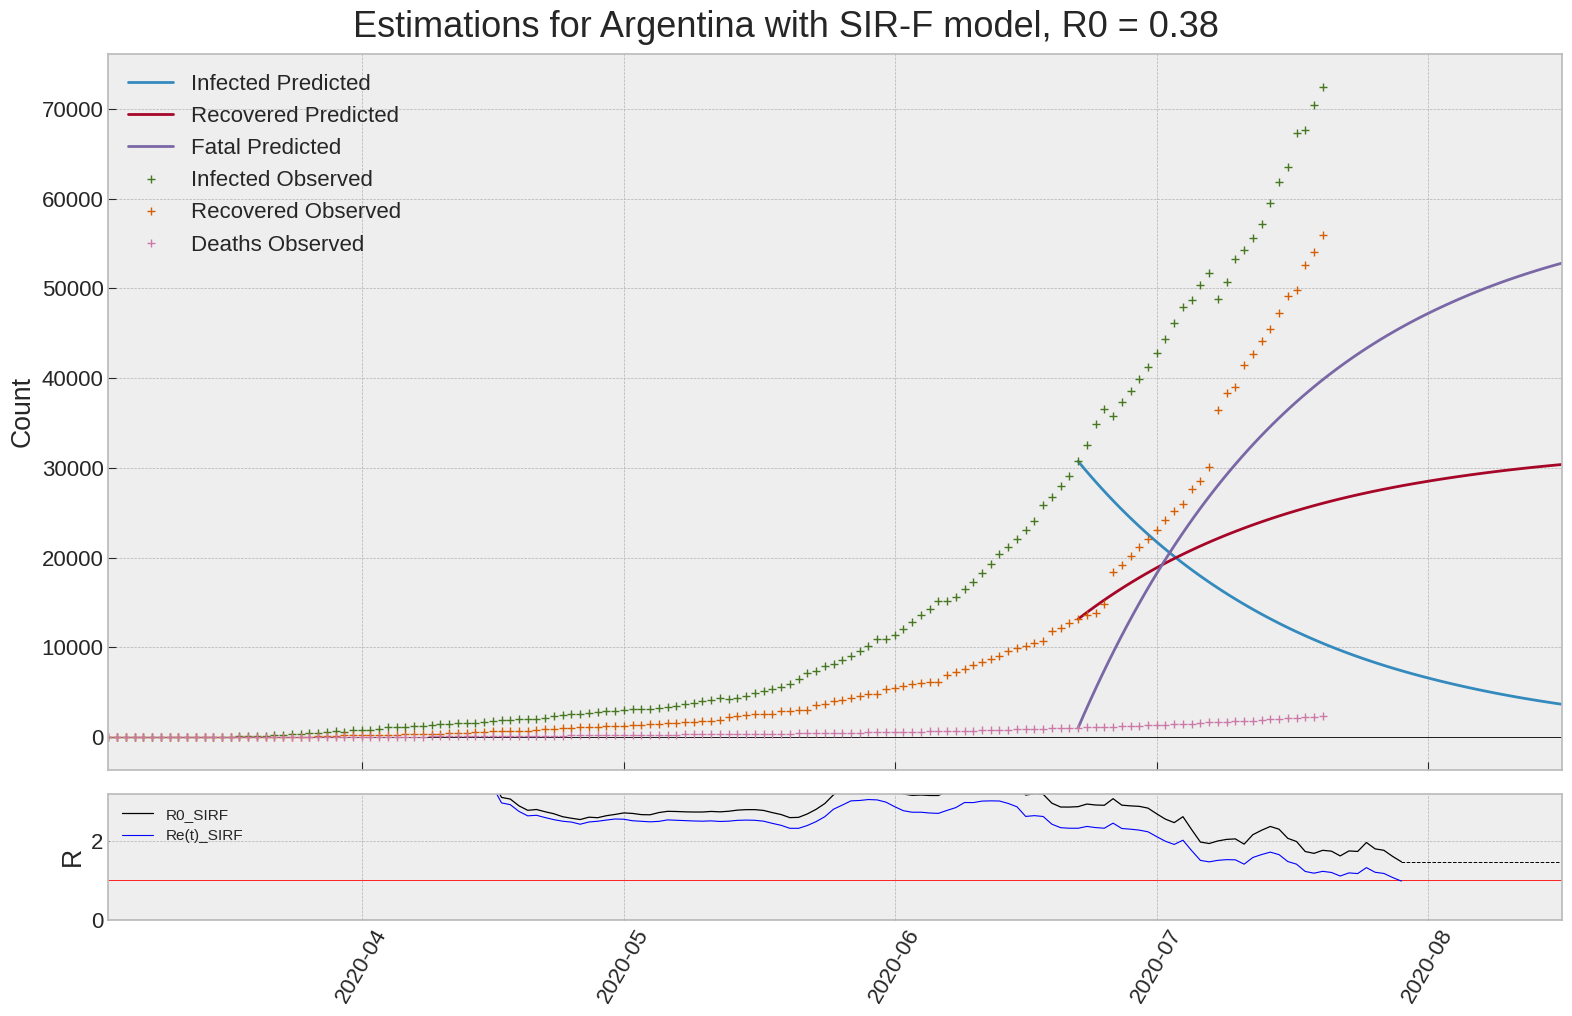 Estimations for Argentina with SIR-F model, R0 = 0.38
Infected Predicted
Recovered Predicted
Fatal Predicted
Infected Observed
Recovered Observed
Deaths Observed
70000
60000
50000
40000
30000
20000
10000
0
Count
R0_SIRF
Re(t)_SIRF
2
0
R
2020-04
2020-05
2020-06
2020-07
2020-08